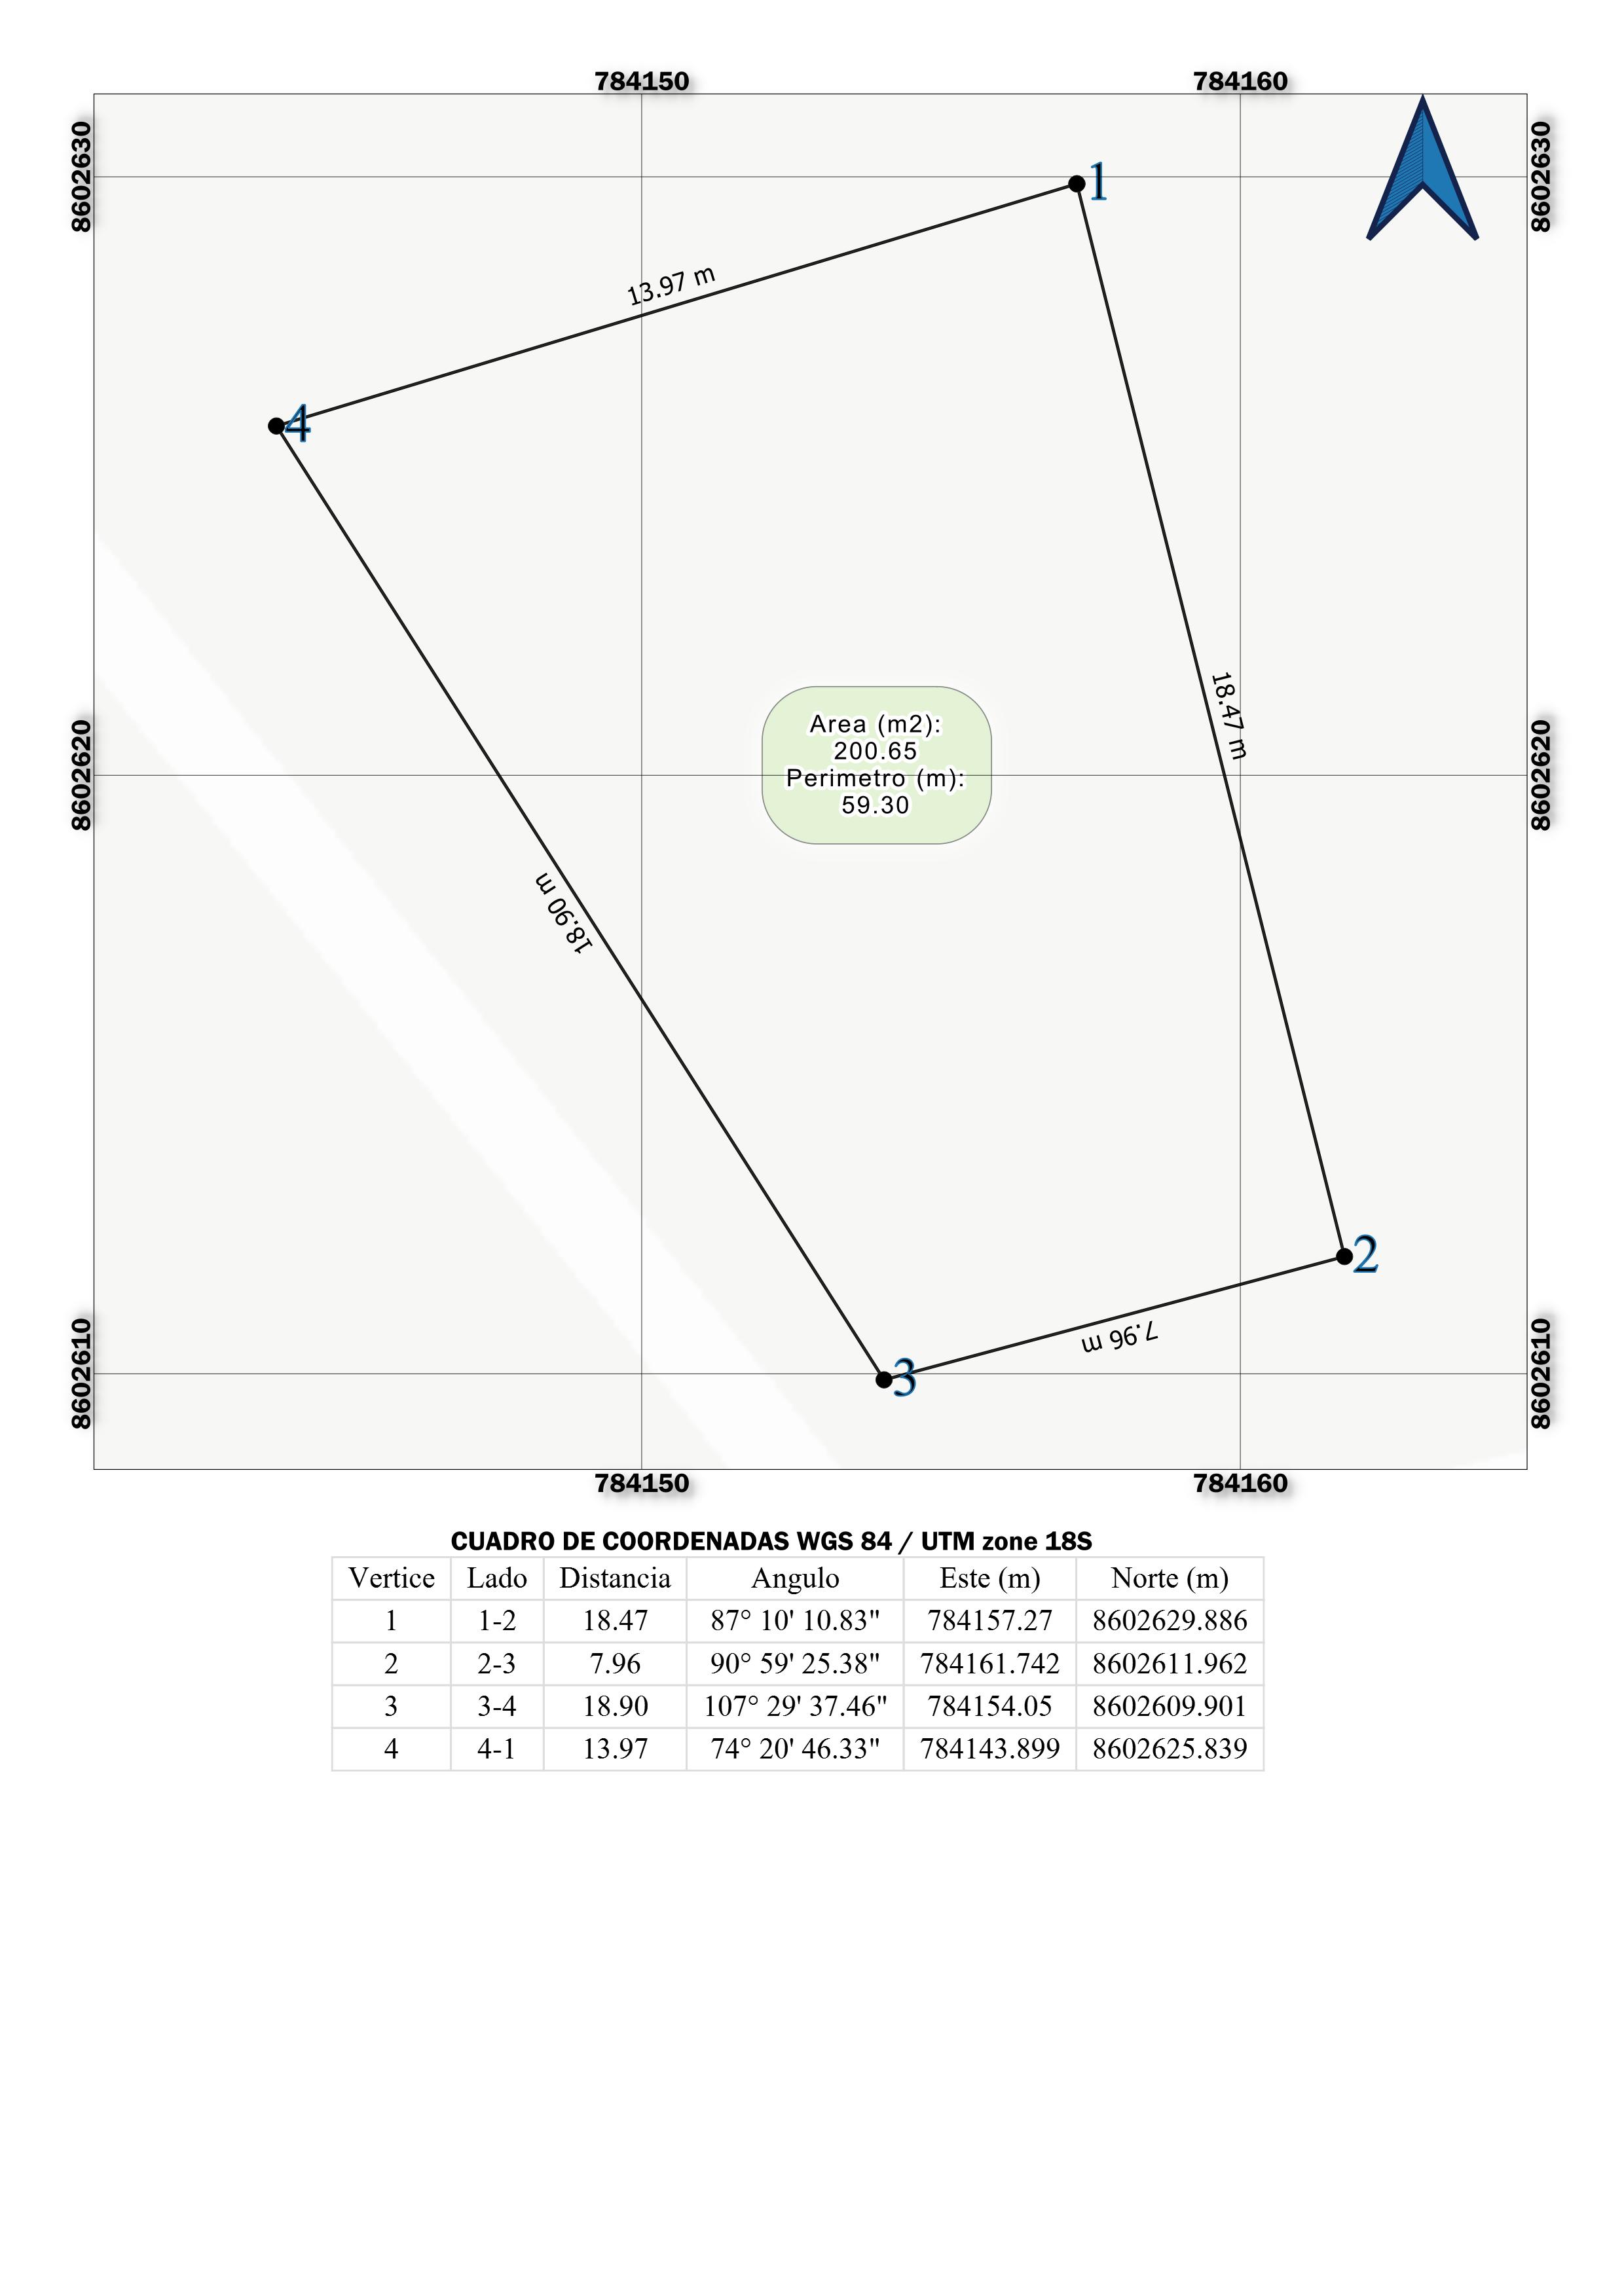 784150 784160
8602630 8602630
1
13.97 m
4
18.47 m
Area (m2):
200.65
8602620 8602620
Perimetro (m):
59.30
18.90 m
2
7.96 m
3
8602610 8602610
784150 784160
CUADRO DE COORDENADAS WGS 84 / UTM zone 18S
Vertice Lado Distancia Angulo Este (m) Norte (m)
1 1-2 18.47 87° 10' 10.83" 784157.27 8602629.886
2 2-3 7.96 90° 59' 25.38" 784161.742 8602611.962
3 3-4 18.90 107° 29' 37.46" 784154.05 8602609.901
4 4-1 13.97 74° 20' 46.33" 784143.899 8602625.839